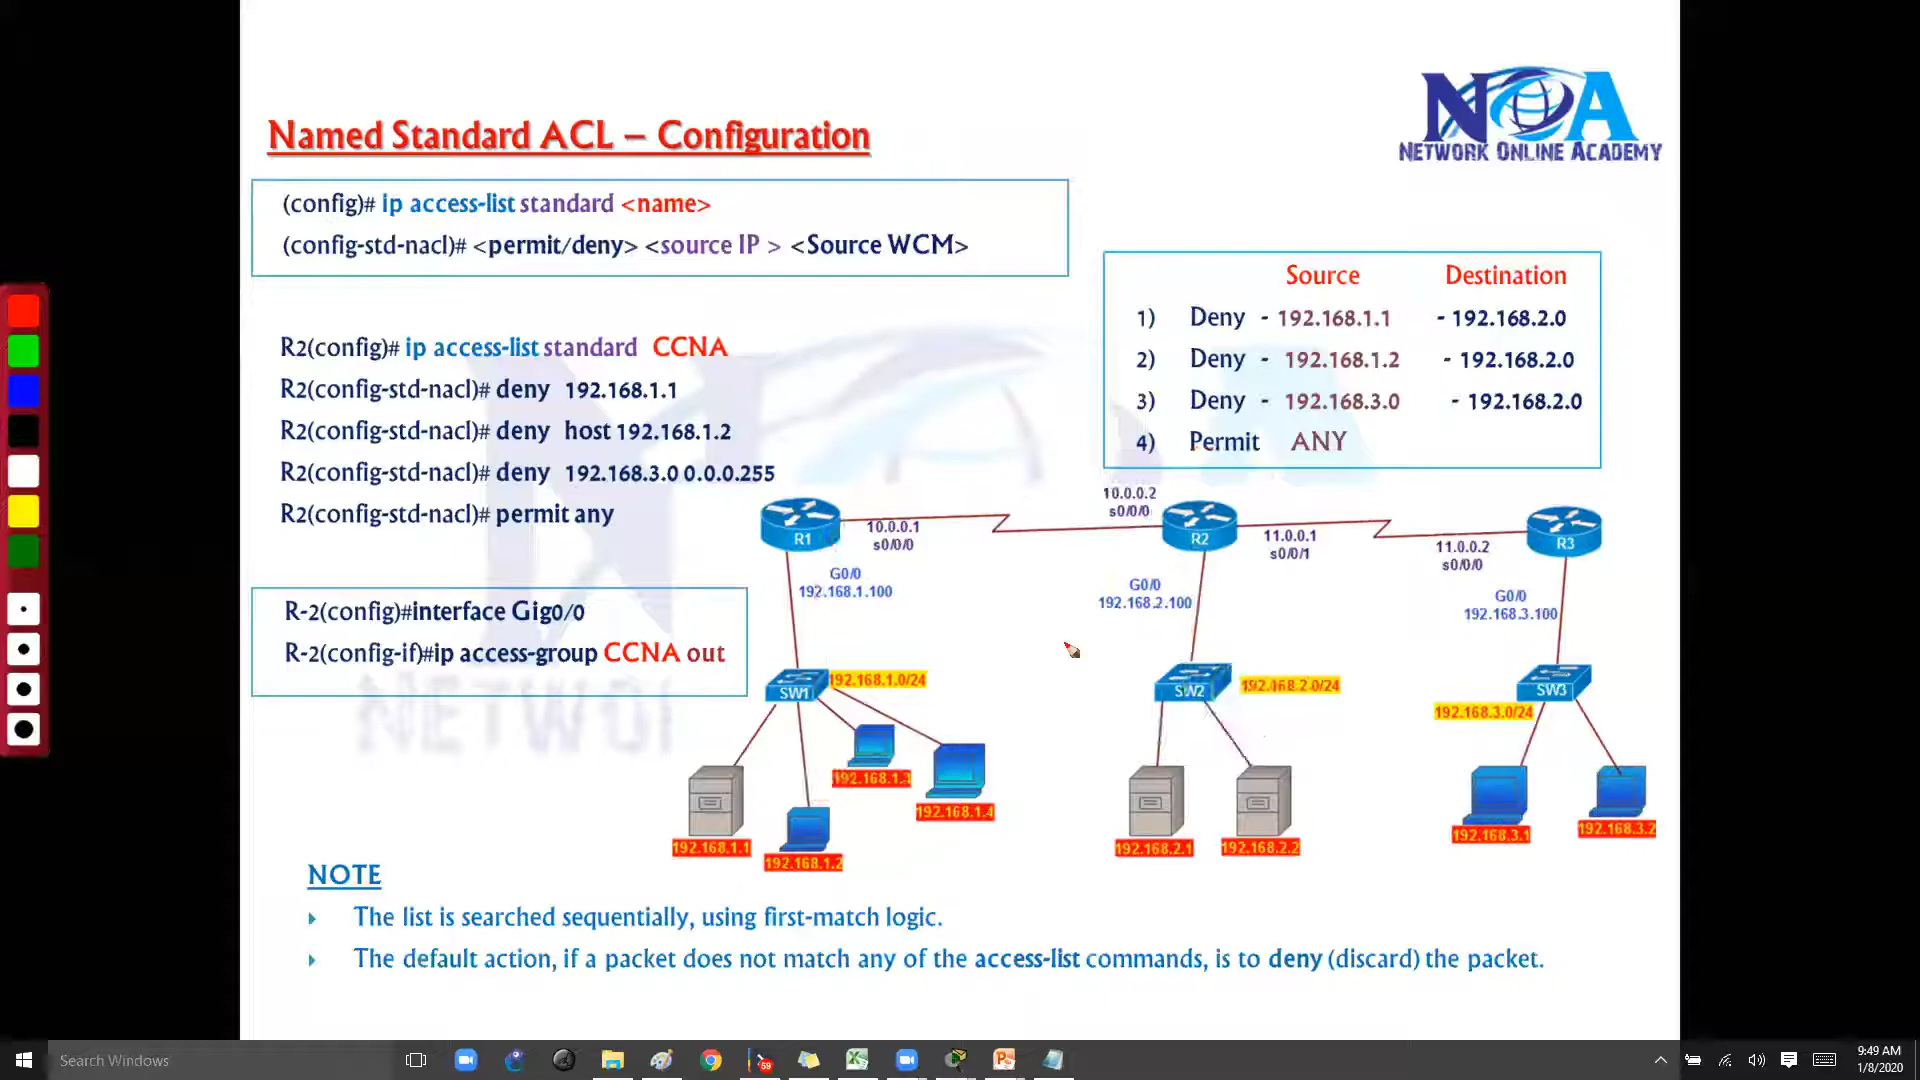 NOA
NETWORK ONLINE ACADEMY
Named Standard ACL – Configuration
(config)# ip access-list standard <name>
(config-std-nacl)# <permit/deny> <source IP > <Source WCM>
Source Destination
1) Deny - 192.168.1.1 - 192.168.2.0
2) Deny - 192.168.1.2 - 192.168.2.0
3) Deny - 192.168.3.0 - 192.168.2.0
4) Permit ANY
R2(config)# ip access-list standard CCNA
R2(config-std-nacl)# deny 192.168.1.1
R2(config-std-nacl)# deny host 192.168.1.2
R2(config-std-nacl)# deny 192.168.3.0 0.0.0.255
R2(config-std-nacl)# permit any
R-2(config)#interface Gig0/0
R-2(config-if)#ip access-group CCNA out
NETWOR
R1
10.0.0.1
s0/0/0
G0/0
192.168.1.100
10.0.0.2
s0/0/0
R2
11.0.0.1
s0/0/1
G0/0
192.168.2.100
11.0.0.2
s0/0/0
R3
G0/0
192.168.3.100
SW1
192.168.1.0/24
SW2
192.168.2.0/24
SW3
192.168.3.0/24
192.168.1.1
192.168.1.2
192.168.1.3
192.168.1.4
192.168.2.1
192.168.2.2
192.168.3.1
192.168.3.2
NOTE
The list is searched sequentially, using first-match logic.
The default action, if a packet does not match any of the access-list commands, is to deny (discard) the packet.
Search Windows
59
9:49 AM
1/8/2020